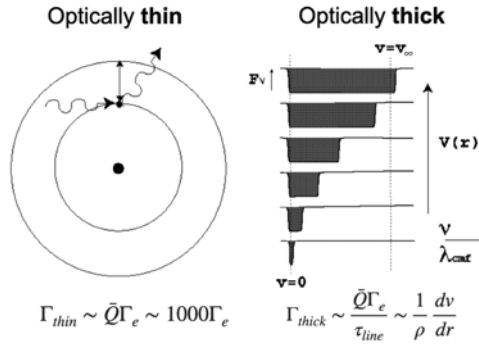 Optically thin
Optically thick
v=v∞
Fν
V(r)
ν
λcmf
v=0
Γthin ∼ Q̄Γe ∼ 1000Γe
Γthick ∼ Q̄Γe/τline ∼ 1/ρ dv/dr